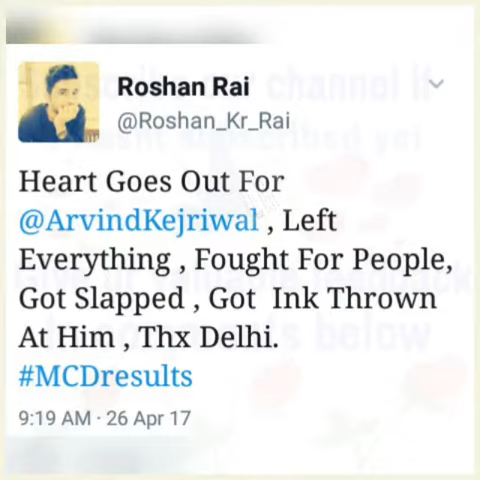 Roshan Rai
@Roshan_Kr_Rai
Heart Goes Out For
@ArvindKejriwal , Left
Everything , Fought For People,
Got Slapped , Got Ink Thrown
At Him , Thx Delhi.
#MCDresults
9:19 AM · 26 Apr 17